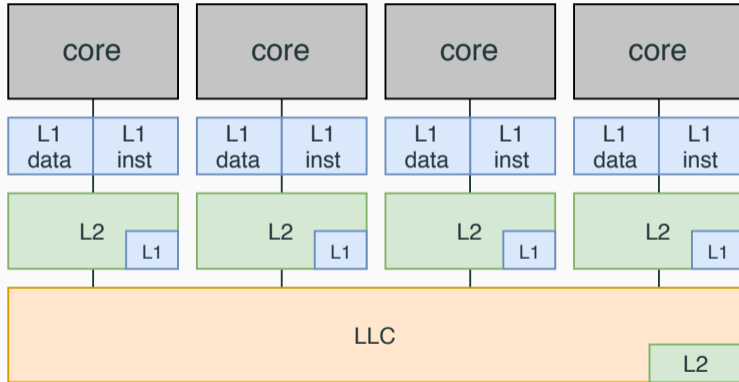 core core core core
L1 data L1 inst L1 data L1 inst L1 data L1 inst L1 data L1 inst
L2 L2 L2 L2
L1 L1 L1 L1
LLC
L2